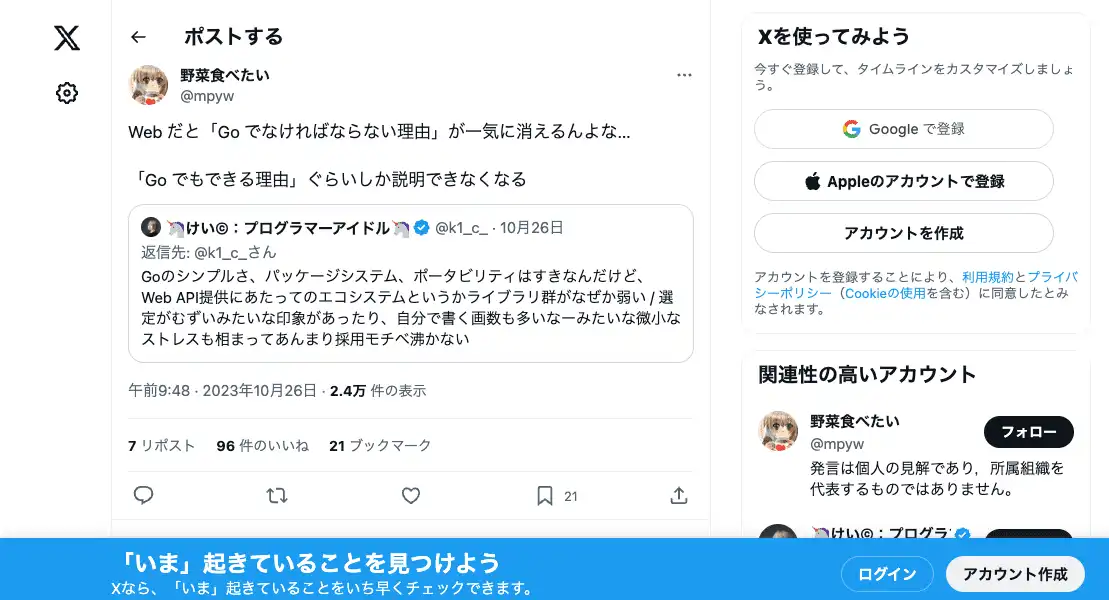 ポストする
野菜食べたい
@mpyw
Web だと「Go でなければならない理由」が一気に消えるんよな...
「Go でもできる理由」ぐらいしか説明できなくなる
🦄けい©：プログラマーアイドル🦄 @k1_c_ · 10月26日
返信先: @k1_c_さん
Goのシンプルさ、パッケージシステム、ポータビリティはすきなんだけど、
Web API提供にあたってのエコシステムというかライブラリ群がなぜか弱い / 選
定がむずいみたいな印象があったり、自分で書く画数も多いなーみたいな微小な
ストレスも相まってあんまり採用モチベ沸かない
午前9:48 · 2023年10月26日 · 2.4万 件の表示
7 リポスト 96 件のいいね 21 ブックマーク
21
Xを使ってみよう
今すぐ登録して、タイムラインをカスタマイズしましょ
う。
Google で登録
Appleのアカウントで登録
アカウントを作成
アカウントを登録することにより、利用規約とプライバ
シーポリシー（Cookieの使用を含む）に同意したとみ
なされます。
関連性の高いアカウント
野菜食べたい
@mpyw
フォロー
発言は個人の見解であり，所属組織を
代表するものではありません。
🦄けい©：プログラ
「いま」起きていることを見つけよう
Xなら、「いま」起きていることをいち早くチェックできます。
ログイン
アカウント作成